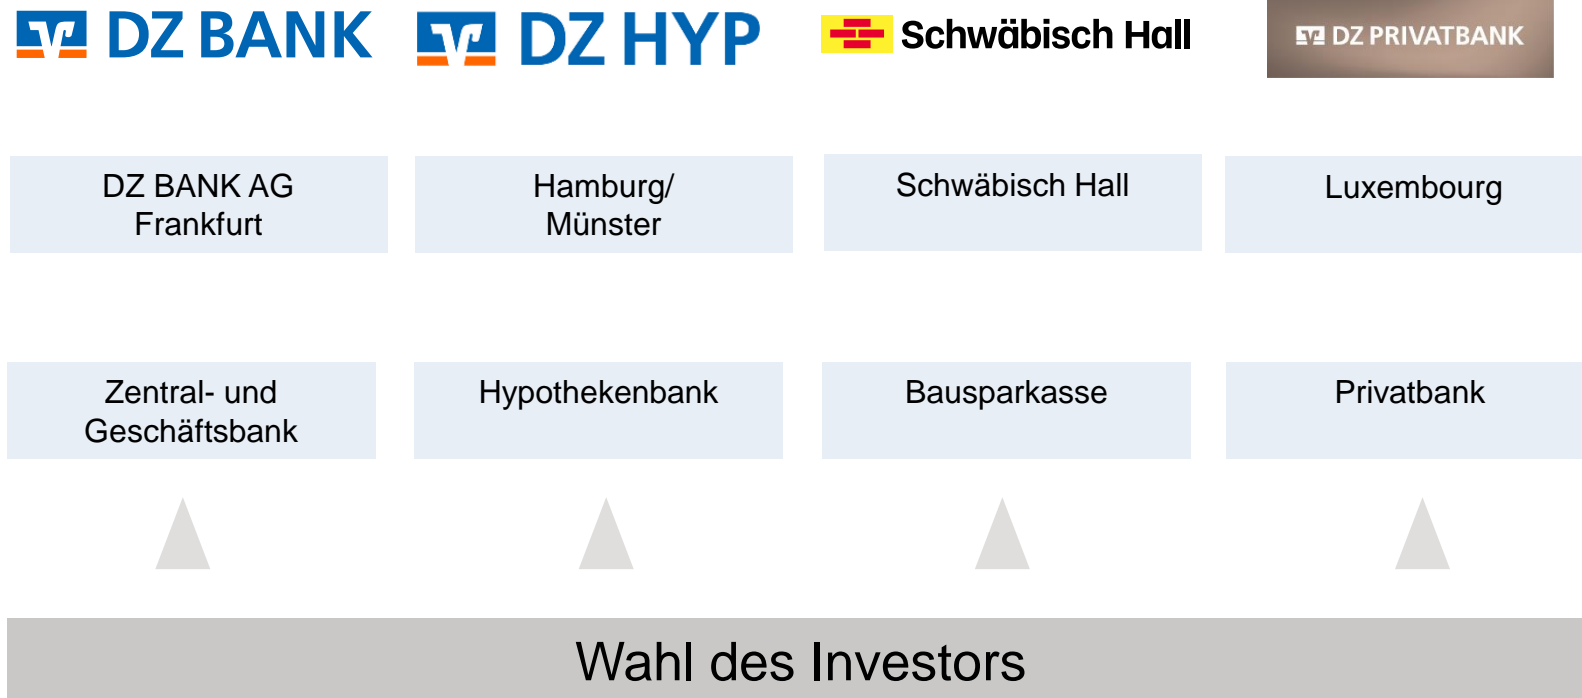 DZ BANK
DZ HYP
Schwäbisch Hall
DZ PRIVATBANK
DZ BANK AG
Frankfurt
Hamburg/
Münster
Schwäbisch Hall
Luxembourg
Zentral- und
Geschäftsbank
Hypothekenbank
Bausparkasse
Privatbank
Wahl des Investors